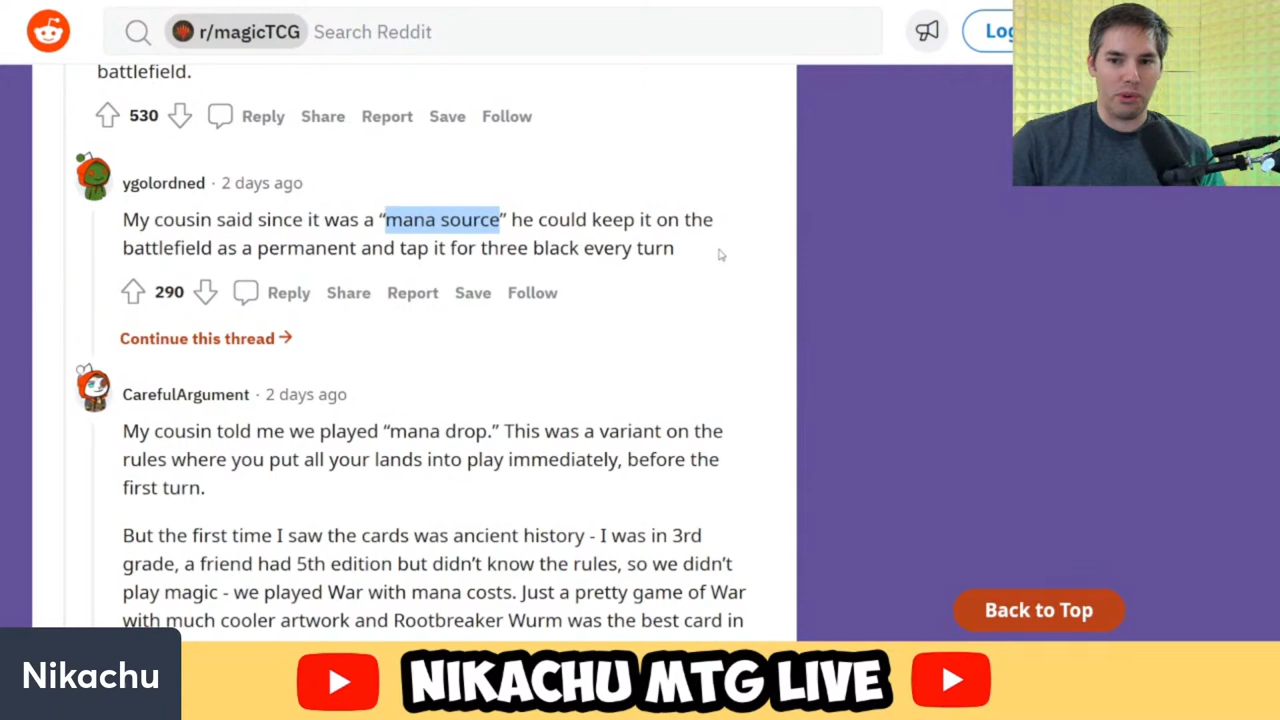 r/magicTCG Search Reddit
Log
battlefield.
530 Reply Share Report Save Follow
ygolordned · 2 days ago
My cousin said since it was a “mana source” he could keep it on the
battlefield as a permanent and tap it for three black every turn
290 Reply Share Report Save Follow
Continue this thread
CarefulArgument · 2 days ago
My cousin told me we played “mana drop.” This was a variant on the
rules where you put all your lands into play immediately, before the
first turn.
But the first time I saw the cards was ancient history - I was in 3rd
grade, a friend had 5th edition but didn’t know the rules, so we didn’t
play magic - we played War with mana costs. Just a pretty game of War
with much cooler artwork and Rootbreaker Wurm was the best card in
Back to Top
Nikachu
NIKACHU MTG LIVE